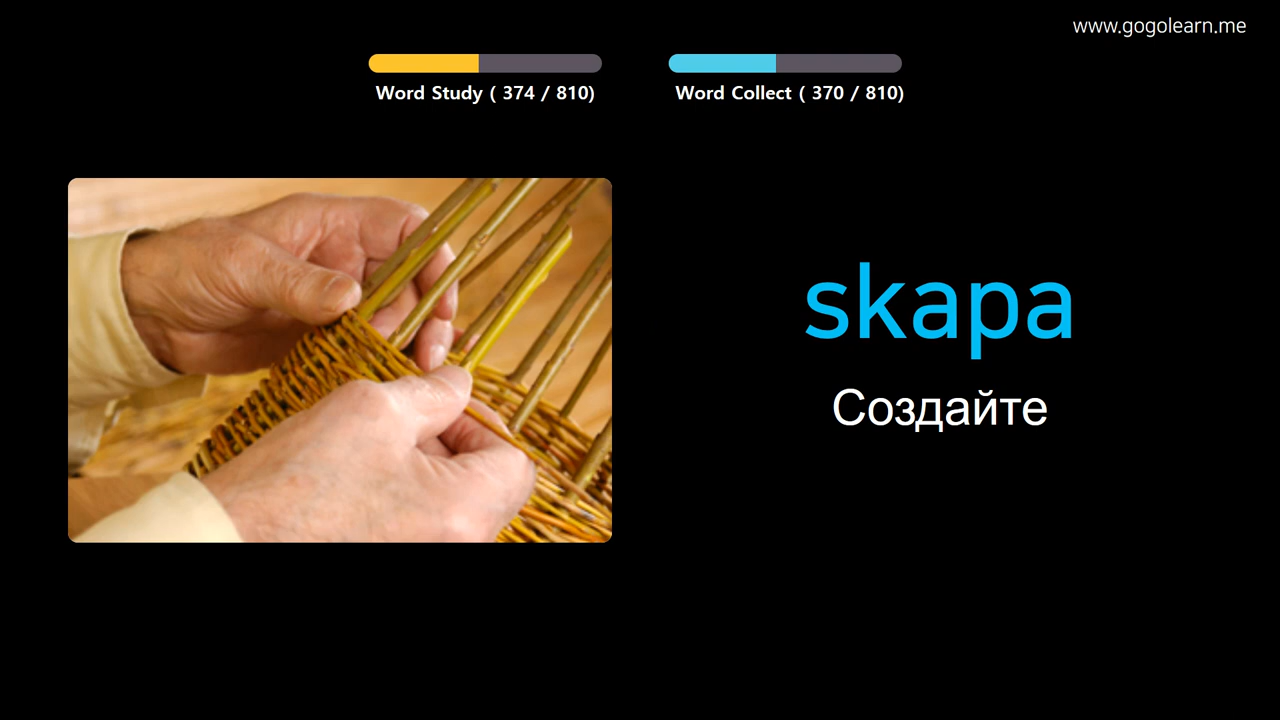 www.gogolearn.me
Word Study ( 374 / 810)
Word Collect ( 370 / 810)
skapa
Создайте